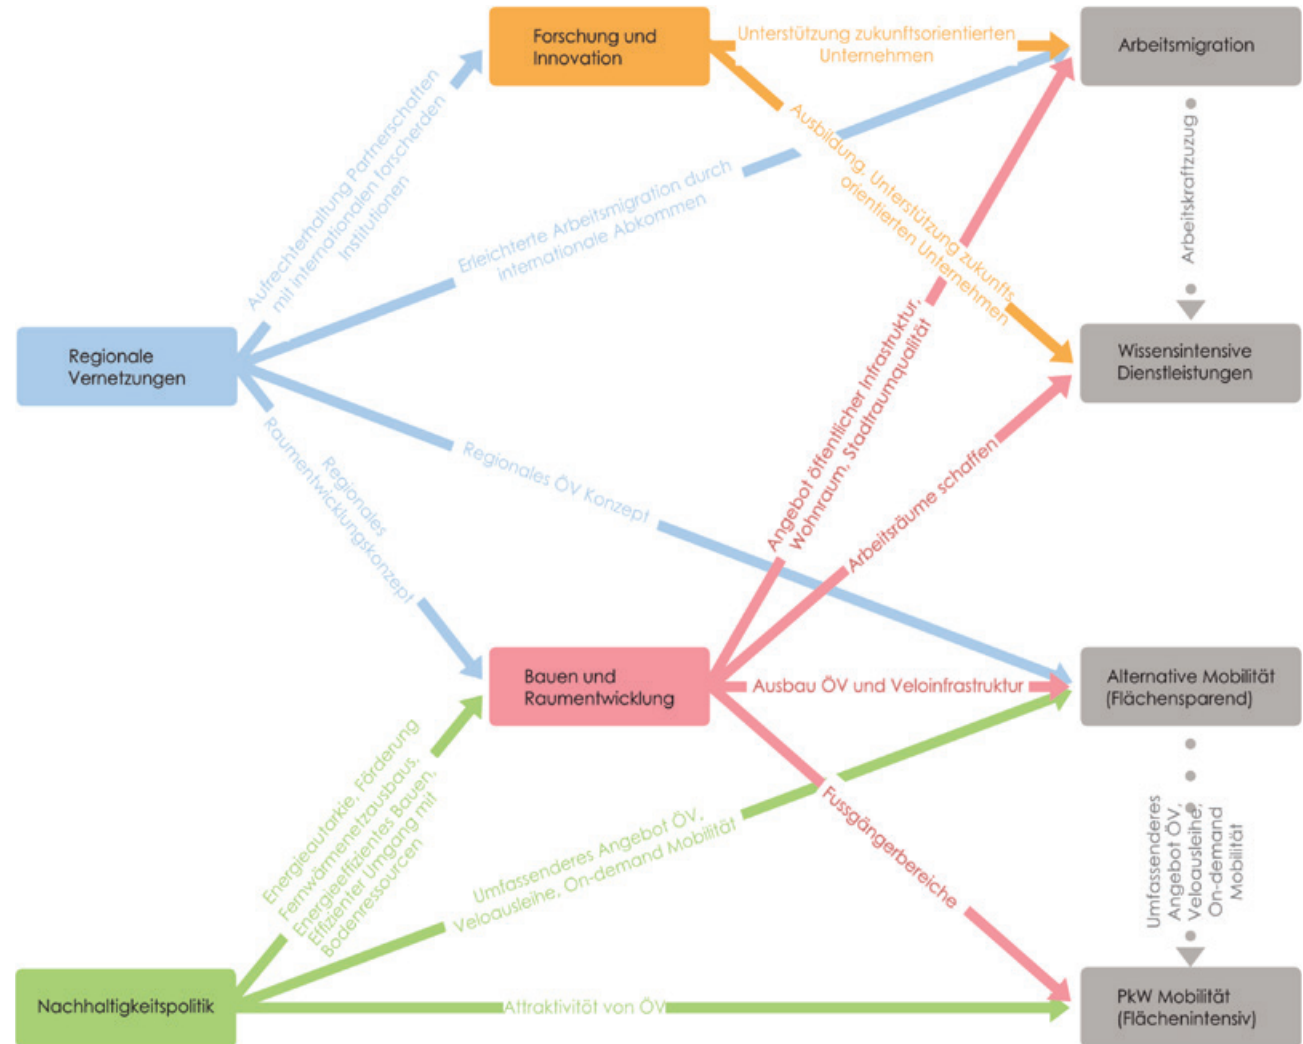 Forschung und
Innovation
Unterstützung zukunftsorientierten
Unternehmen
Arbeitsmigration
Aufrechterhaltung Partnerschaften
mit internationalen forscherden
Institutionen
Erleichterte Arbeitsmigration durch
internationale Abkommen
Ausbildung, Unterstützung zukunfts
orientierten Unternehmen
Arbeitskraftzuzug
Regionale
Vernetzungen
Wissensintensive
Dienstleistungen
Regionales
Raumentwicklungskonzept
Regionales ÖV Konzept
Angebot öffentlicher Infrastruktur,
Wohnraum, Stadtraumqualität
Arbeitsräume schaffen
Bauen und
Raumentwicklung
Ausbau ÖV und Veloinfrastruktur
Alternative Mobilität
(Flächensparend)
Energieautarkie, Förderung
Fernwärmenetzausbaus,
Energieeffizientes Bauen,
Effizienter Umgang mit
Bodenressourcen
Umfassenderes Angebot ÖV,
Veloausleihe, On-demand Mobilität
Fussgängerbereiche
Umfassenderes
Angebot ÖV,
Veloausleihe,
On-demand
Mobilität
Nachhaltigkeitspolitik
Attraktivitöt von ÖV
PkW Mobilität
(Flächenintensiv)